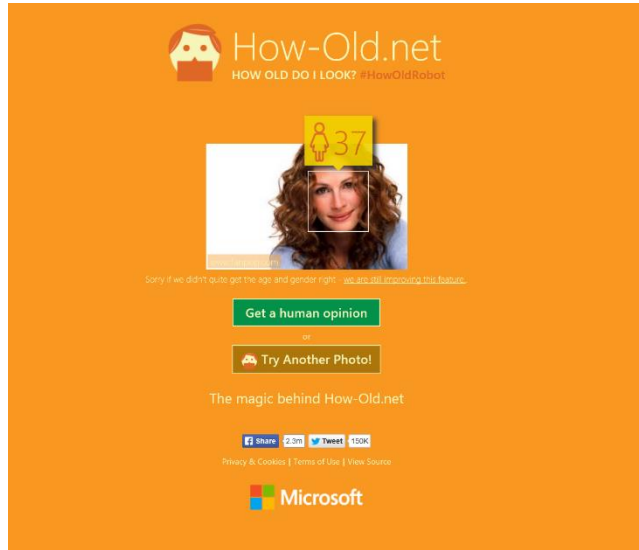 How-Old.net
HOW OLD DO I LOOK? #HowOldRobot
37
Sorry if we didn't quite get the age and gender right - we are still improving this feature.
Get a human opinion
or
Try Another Photo!
The magic behind How-Old.net
Share 2.3m Tweet 150K
Privacy & Cookies | Terms of Use | View Source
Microsoft